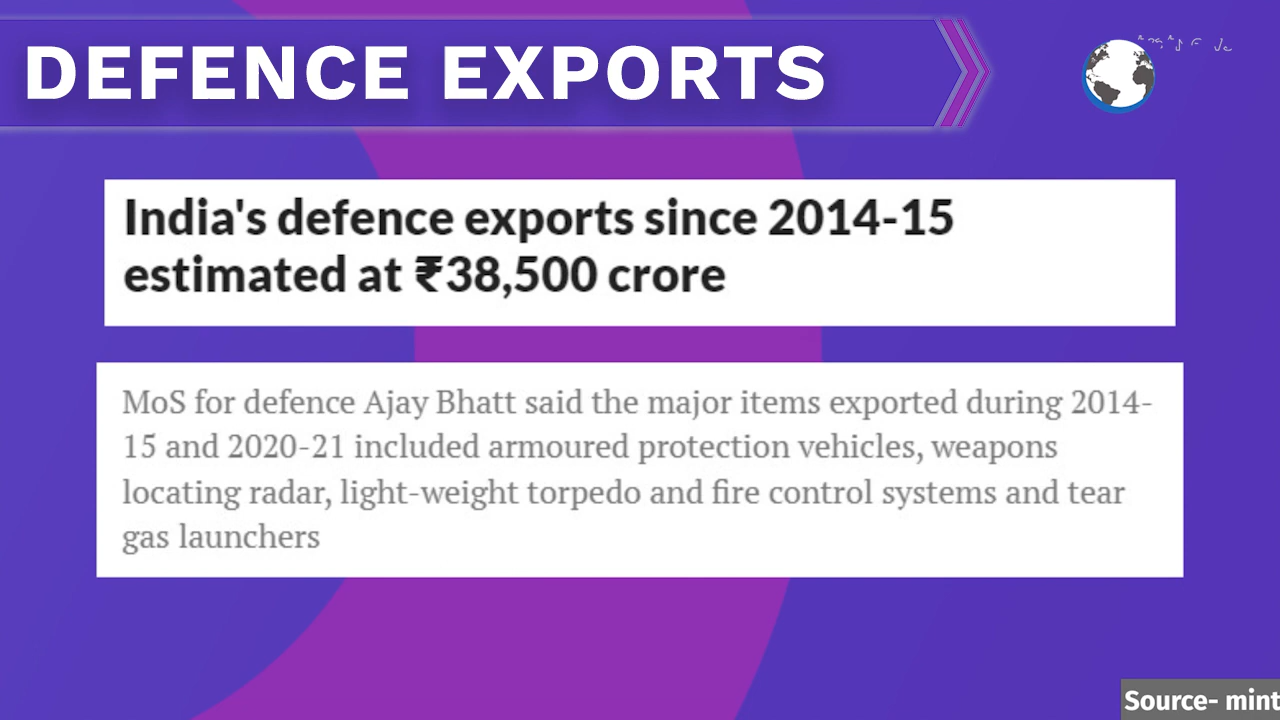 DEFENCE EXPORTS
India's defence exports since 2014-15
estimated at ₹38,500 crore
MoS for defence Ajay Bhatt said the major items exported during 2014-
15 and 2020-21 included armoured protection vehicles, weapons
locating radar, light-weight torpedo and fire control systems and tear
gas launchers
Source- mint